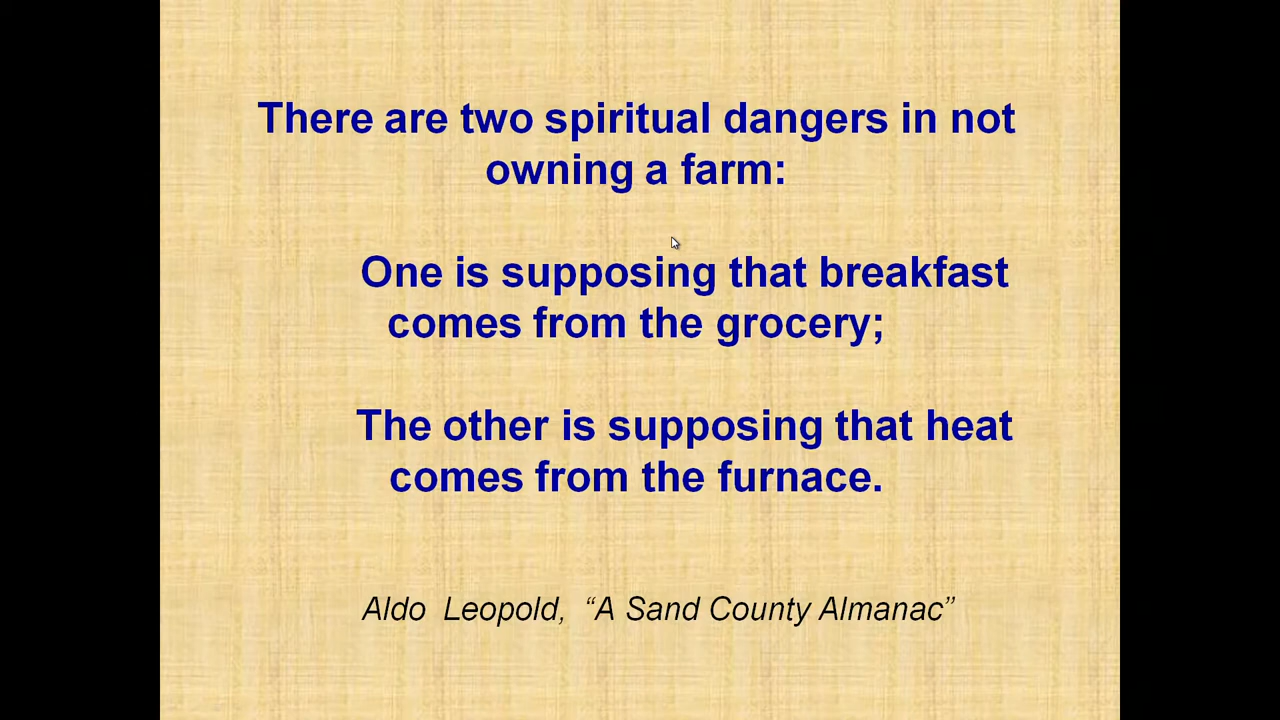 There are two spiritual dangers in not
owning a farm:
One is supposing that breakfast
comes from the grocery;
The other is supposing that heat
comes from the furnace.
Aldo Leopold, “A Sand County Almanac”